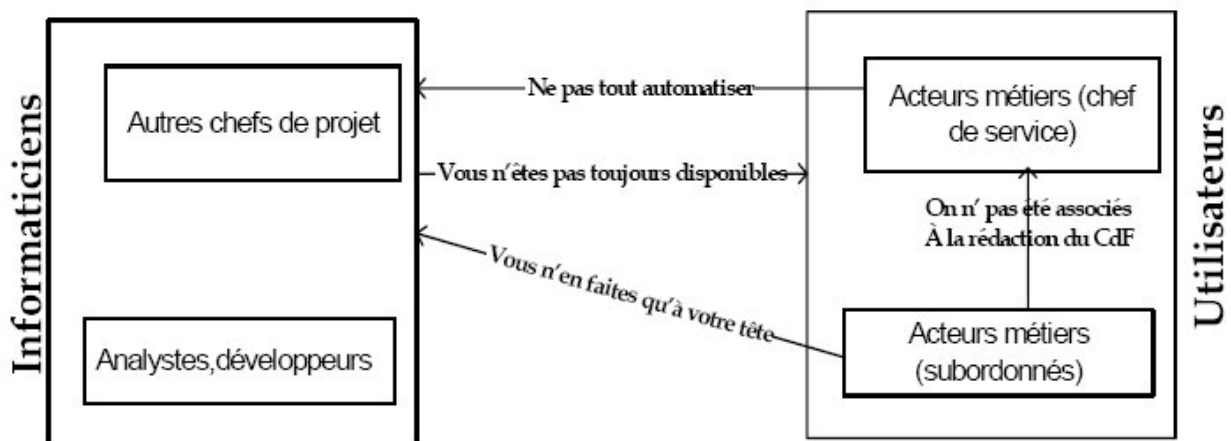 Informaticiens
Autres chefs de projet
Analystes,développeurs
Ne pas tout automatiser
Vous n'êtes pas toujours disponibles
Vous n'en faites qu'à votre tête
Acteurs métiers (chef
de service)
On n' pas été associés
À la rédaction du CdF
Acteurs métiers
(subordonnés)
Utilisateurs